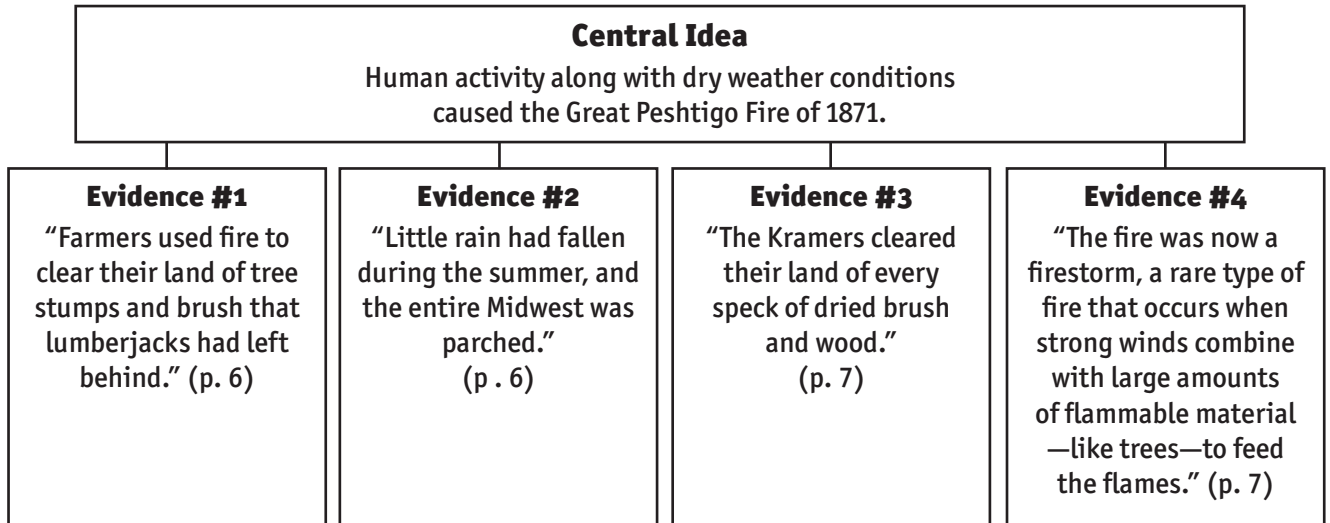 Central Idea
Human activity along with dry weather conditions
caused the Great Peshtigo Fire of 1871.
Evidence #1
“Farmers used fire to
clear their land of tree
stumps and brush that
lumberjacks had left
behind.” (p. 6)
Evidence #2
“Little rain had fallen
during the summer, and
the entire Midwest was
parched.”
(p . 6)
Evidence #3
“The Kramers cleared
their land of every
speck of dried brush
and wood.”
(p. 7)
Evidence #4
“The fire was now a
firestorm, a rare type of
fire that occurs when
strong winds combine
with large amounts
of flammable material
—like trees—to feed
the flames.” (p. 7)